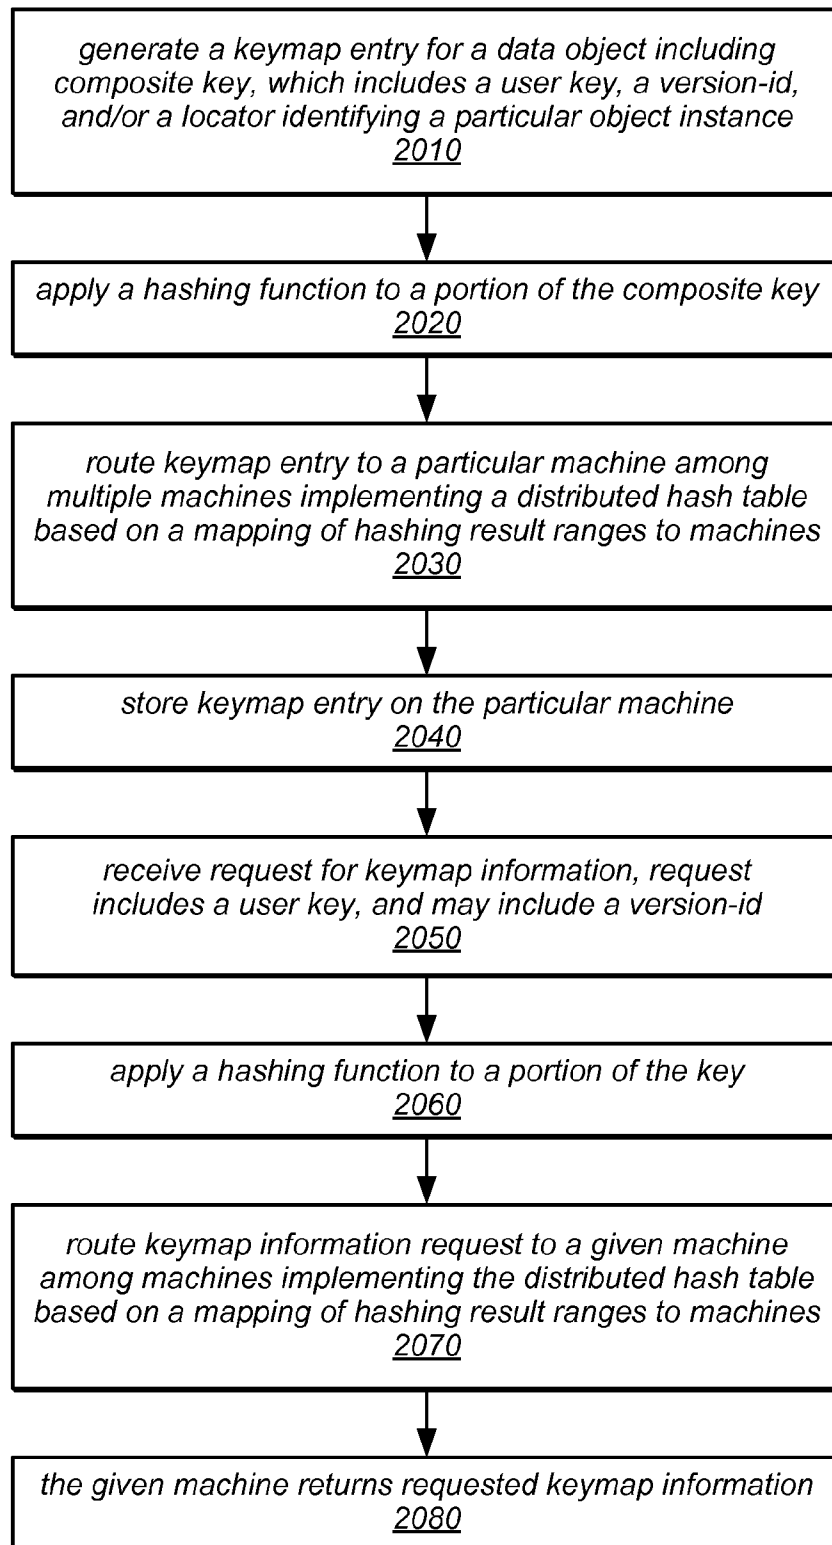 generate a keymap entry for a data object including
composite key, which includes a user key, a version-id,
and/or a locator identifying a particular object instance
2010
apply a hashing function to a portion of the composite key
2020
route keymap entry to a particular machine among
multiple machines implementing a distributed hash table
based on a mapping of hashing result ranges to machines
2030
store keymap entry on the particular machine
2040
receive request for keymap information, request
includes a user key, and may include a version-id
2050
apply a hashing function to a portion of the key
2060
route keymap information request to a given machine
among machines implementing the distributed hash table
based on a mapping of hashing result ranges to machines
2070
the given machine returns requested keymap information
2080